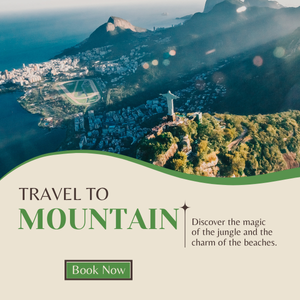 TRAVEL TO
MOUNTAIN
Discover the magic
of the jungle and the
charm of the beaches.
Book Now